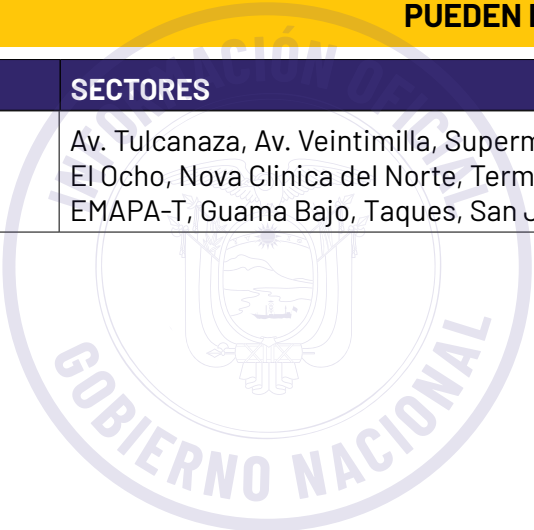 PUEDEN
SECTORES
Av. Tulcanaza, Av. Veintimilla, Superm
El Ocho, Nova Clinica del Norte, Term
EMAPA-T, Guama Bajo, Taques, San J
INFORMACIÓN OFICIAL
GOBIERNO NACIONAL